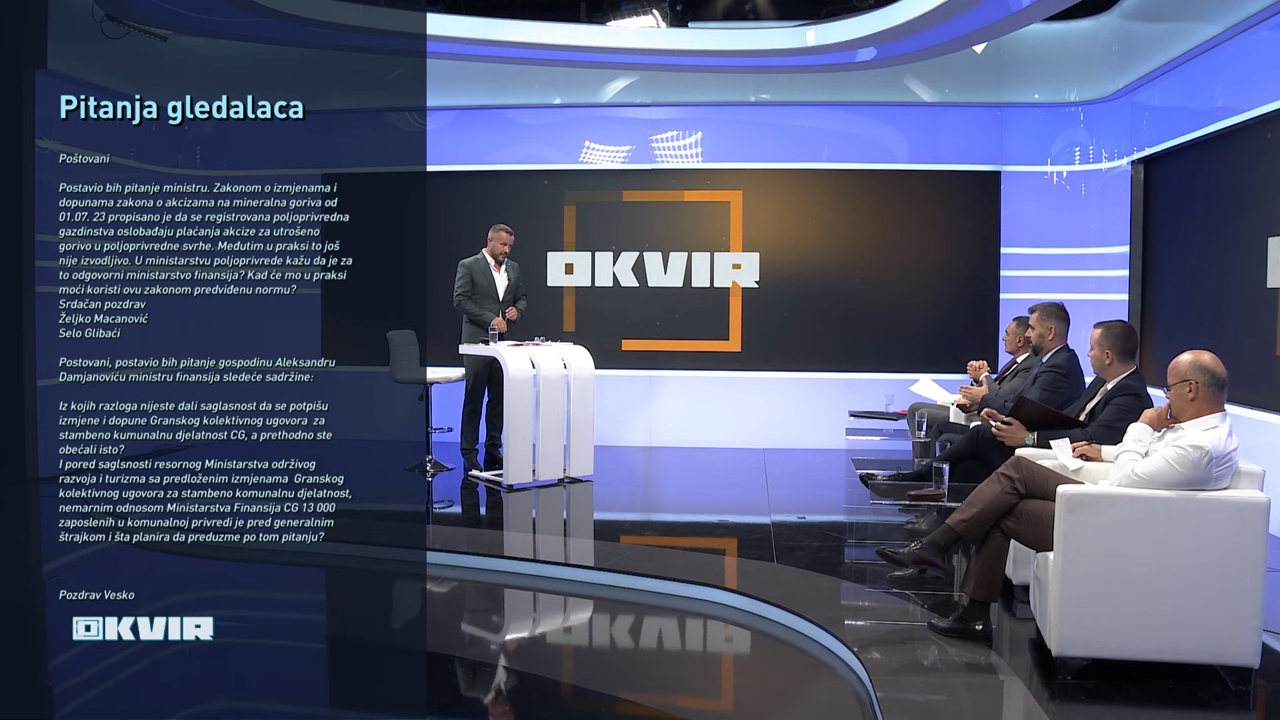 Pitanja gledalaca
Poštovani
Postavio bih pitanje ministru. Zakonom o izmjenama i
dopunama zakona o akcizama na mineralna goriva od
01.07. 23 propisano je da se registrovana poljoprivredna
gazdinstva oslobađaju plaćanja akcize za utrošeno
gorivo u poljoprivredne svrhe. Međutim u praksi to još
nije izvodljivo. U ministarstvu poljoprivrede kažu da je za
to odgovorni ministarstvo finansija? Kad će mo u praksi
moći koristi ovu zakonom predviđenu normu?
Srdačan pozdrav
Željko Macanović
Selo Glibaći
Postovani, postavio bih pitanje gospodinu Aleksandru
Damjanoviću ministru finansija sledeće sadržine:
Iz kojih razloga nijeste dali saglasnost da se potpišu
izmjene i dopune Granskog kolektivnog ugovora za
stambeno kumunalnu djelatnost CG, a prethodno ste
obećali isto?
I pored saglsnosti resornog Ministarstva održivog
razvoja i turizma sa predloženim izmjenama Granskog
kolektivnog ugovora za stambeno komunalnu djelatnost,
nemarnim odnosom Ministarstva Finansija CG 13 000
zaposlenih u komunalnoj privredi je pred generalnim
štrajkom i šta planira da preduzme po tom pitanju?
Pozdrav Vesko
OKVIR
OKVIR